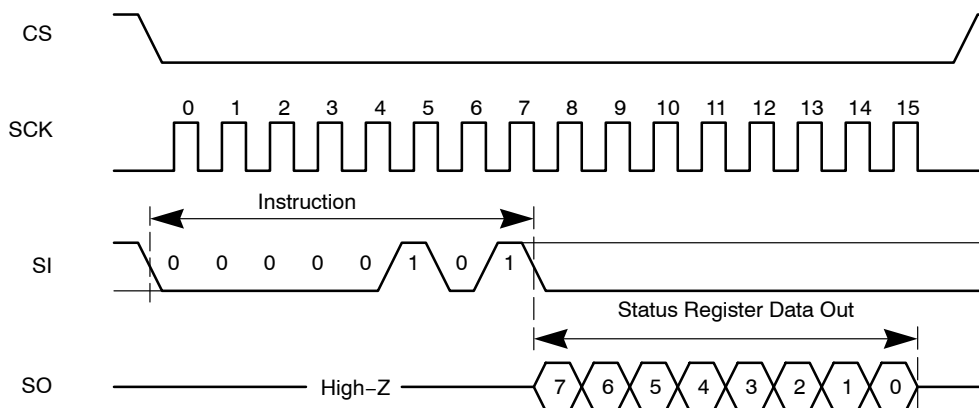 CS
SCK
0 1 2 3 4 5 6 7 8 9 10 11 12 13 14 15
Instruction
SI
0 0 0 0 0 1 0 1
Status Register Data Out
SO
High−Z
7 6 5 4 3 2 1 0